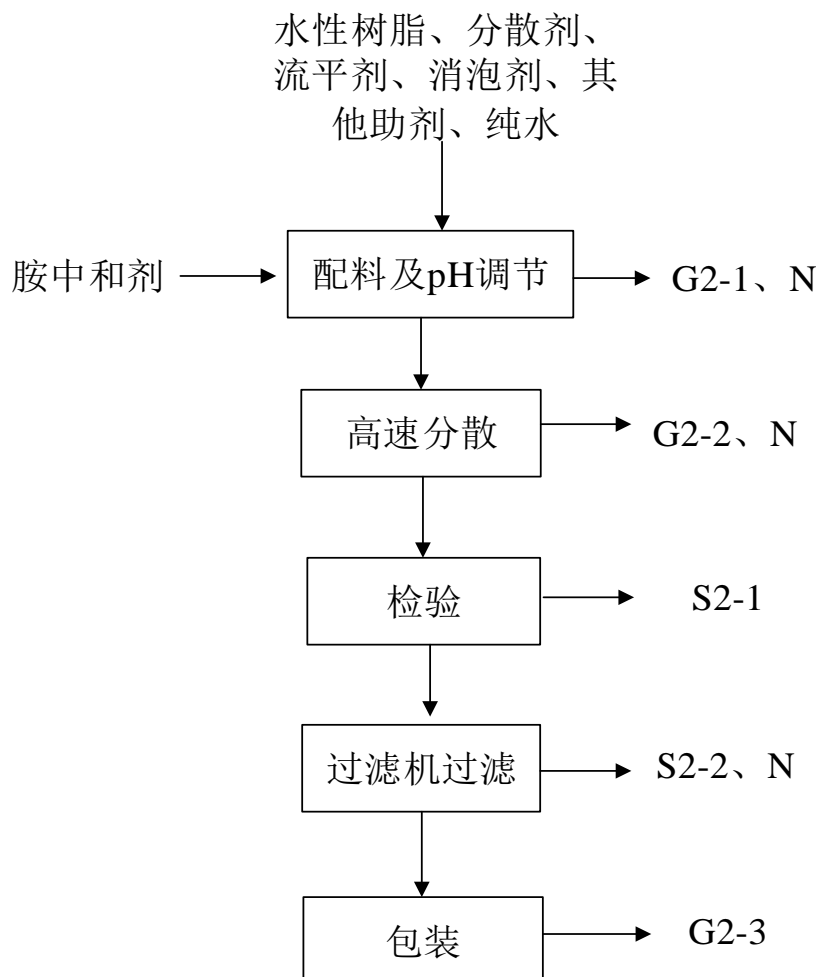 水性树脂、分散剂、
流平剂、消泡剂、其
他助剂、纯水
胺中和剂
配料及pH调节
G2-1、N
高速分散
G2-2、N
检验
S2-1
过滤机过滤
S2-2、N
包装
G2-3